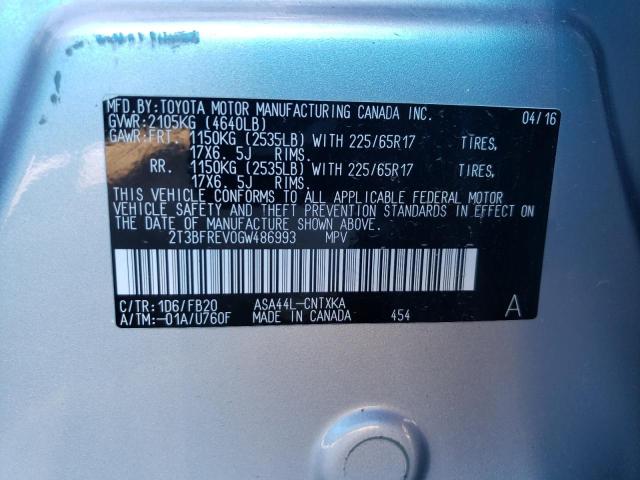 MFD.BY:TOYOTA MOTOR MANUFACTURING CANADA INC. 04/16
GVWR:2105KG (4640LB)
GAWR:FRT. 1150KG (2535LB) WITH 225/65R17 TIRES,
17X6.5J RIMS.
RR. 1150KG (2535LB) WITH 225/65R17 TIRES,
17X6.5J RIMS.
THIS VEHICLE CONFORMS TO ALL APPLICABLE FEDERAL MOTOR
VEHICLE SAFETY AND THEFT PREVENTION STANDARDS IN EFFECT ON
THE DATE OF MANUFACTURE SHOWN ABOVE.
2T3BFREV0GW486993 MPV
C/TR:1D6/FB20 ASA44L-CNTXKA
A/TM:-01A/U760F MADE IN CANADA 454 A